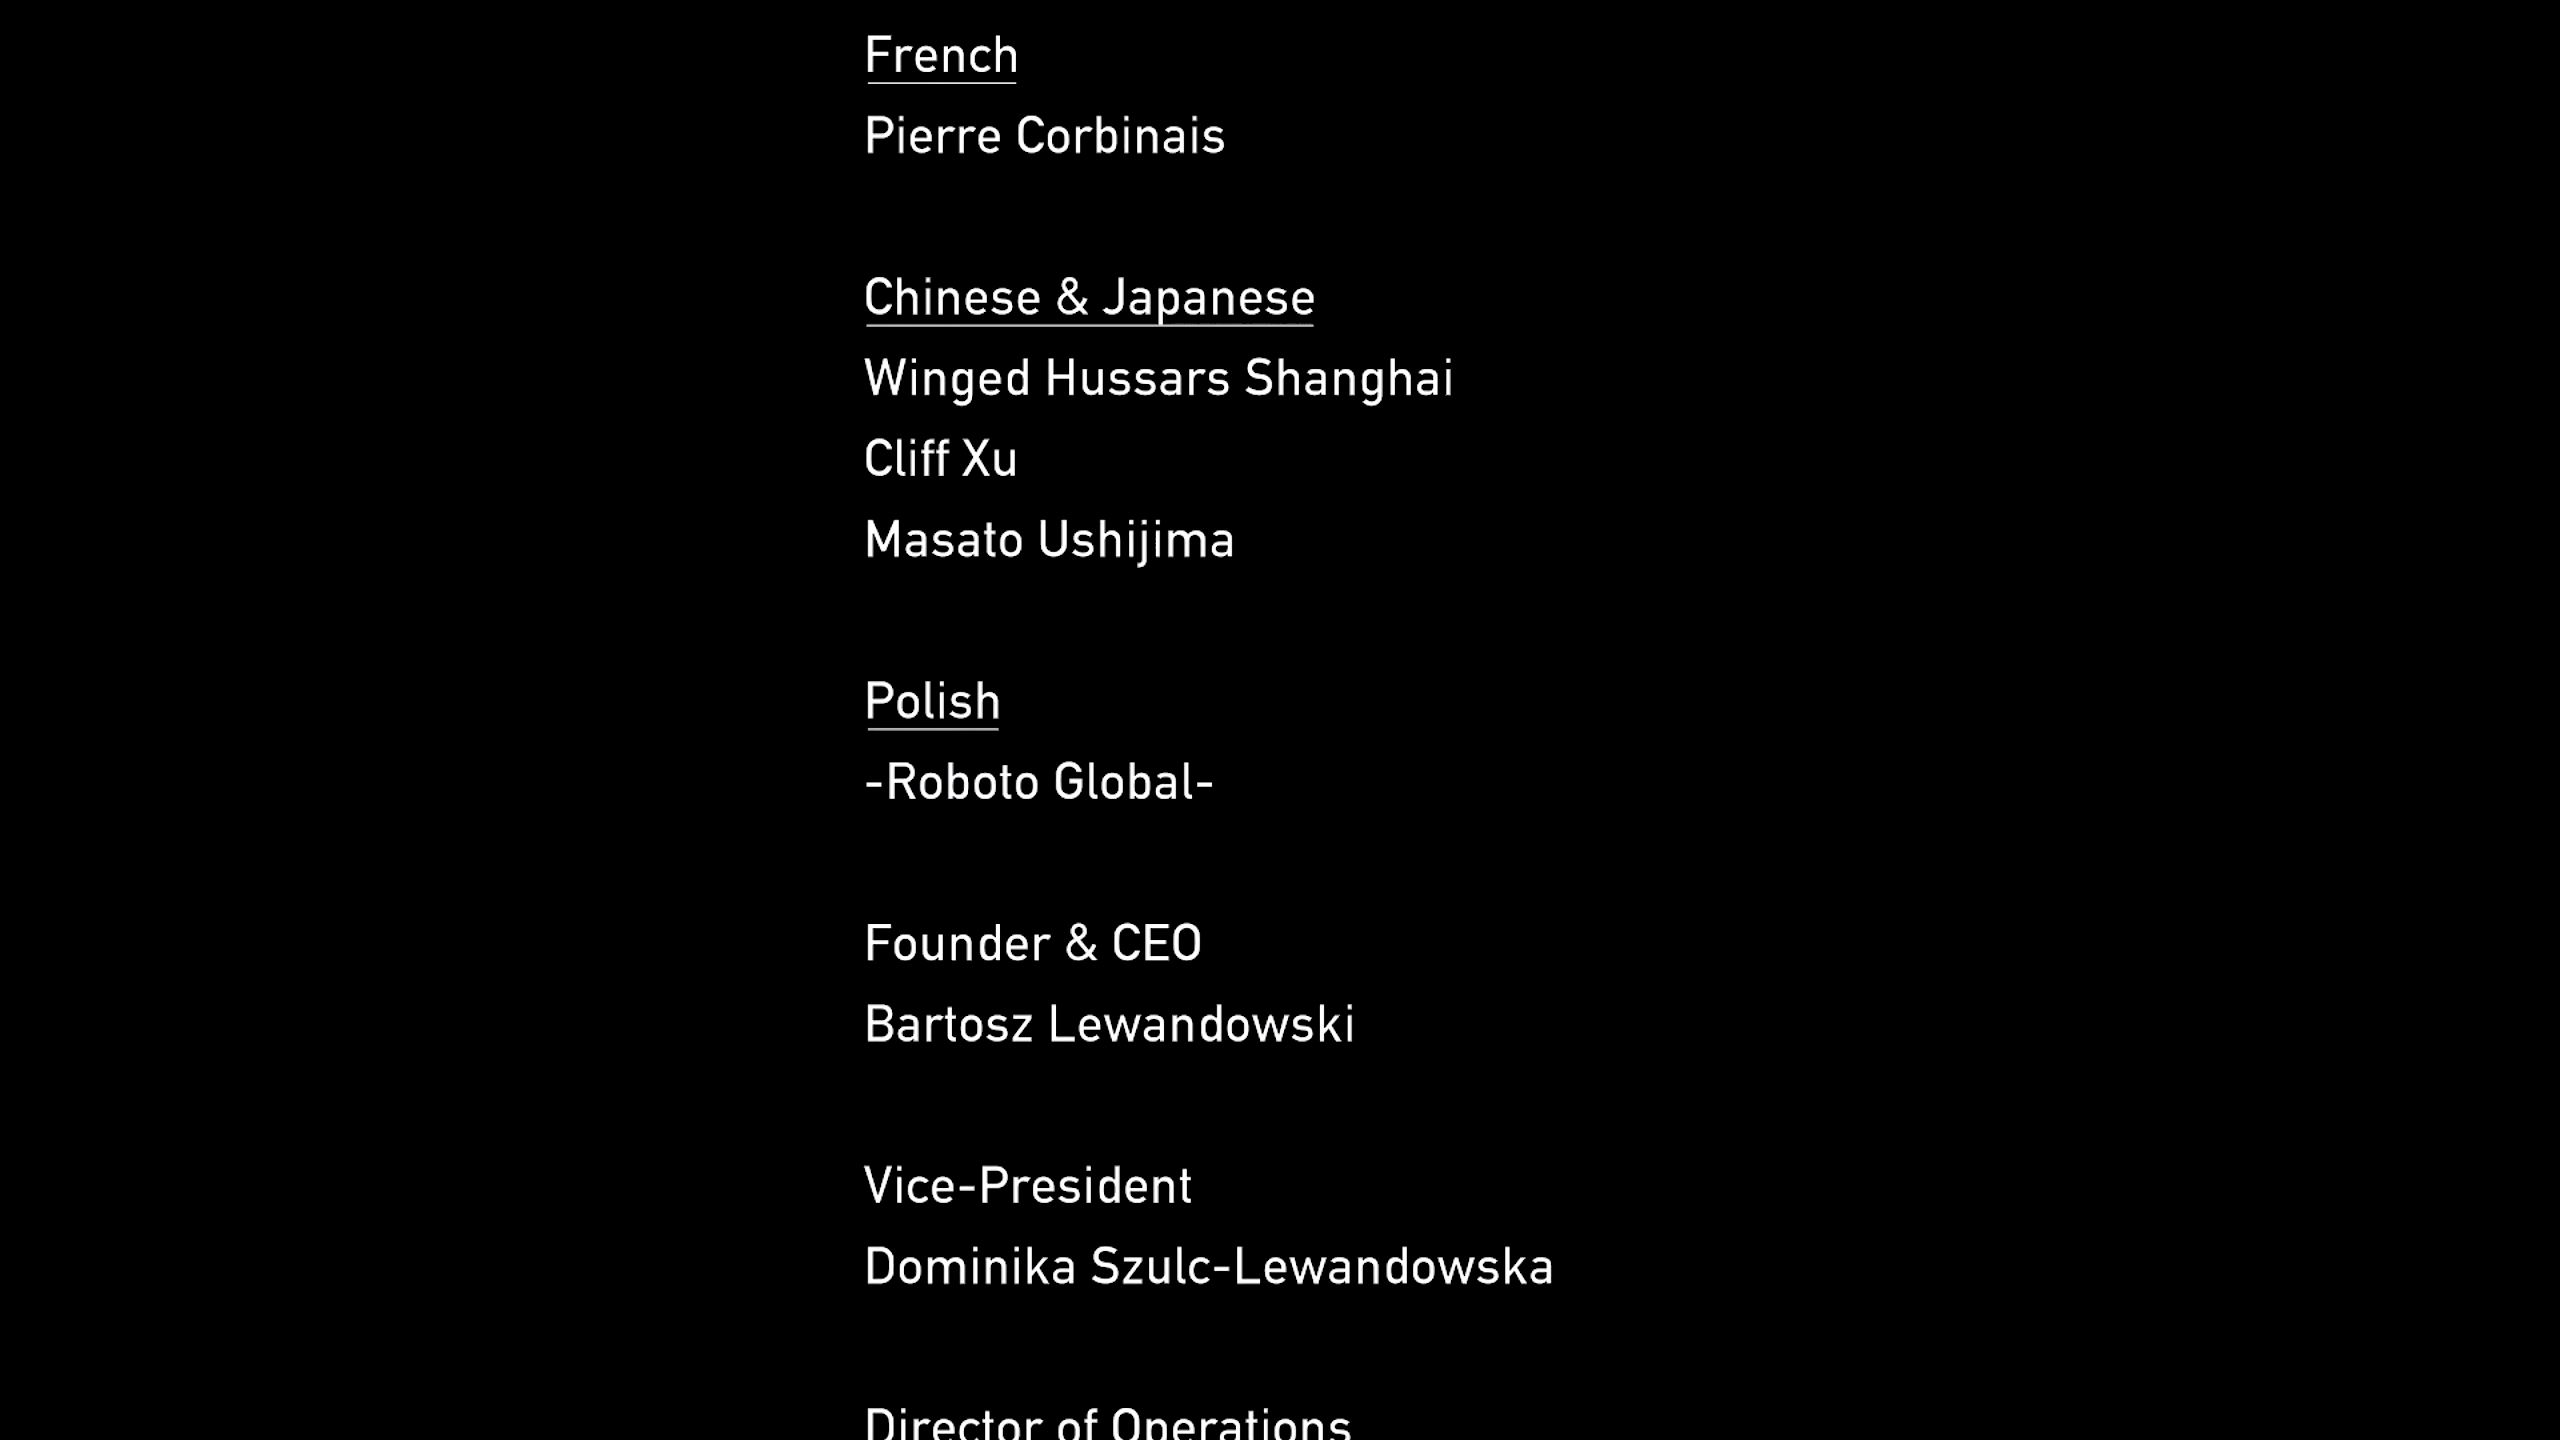 French
Pierre Corbinais
Chinese & Japanese
Winged Hussars Shanghai
Cliff Xu
Masato Ushijima
Polish
-Roboto Global-
Founder & CEO
Bartosz Lewandowski
Vice-President
Dominika Szulc-Lewandowska
Director of Operations